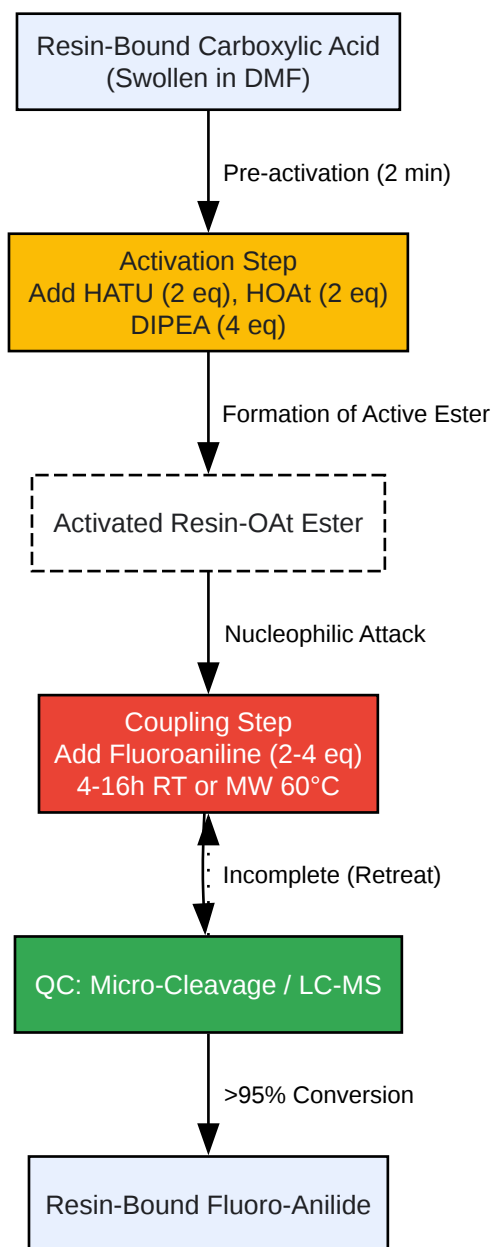 Resin-Bound Carboxylic Acid
(Swollen in DMF)
Pre-activation (2 min)
Activation Step
Add HATU (2 eq), HOAt (2 eq)
DIPEA (4 eq)
Formation of Active Ester
Activated Resin-OAt Ester
Nucleophilic Attack
Coupling Step
Add Fluoroaniline (2-4 eq)
4-16h RT or MW 60°C
Incomplete (Retreat)
QC: Micro-Cleavage / LC-MS
>95% Conversion
Resin-Bound Fluoro-Anilide